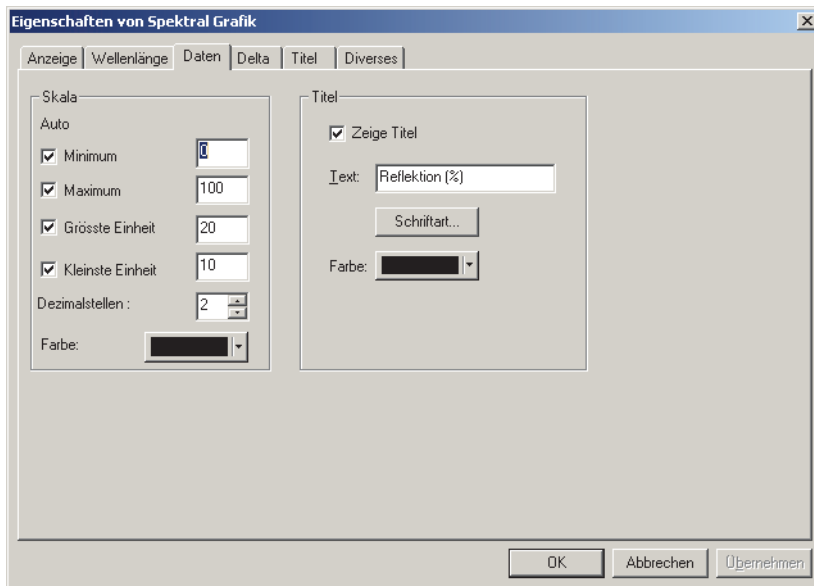 Eigenschaften von Spektral Grafik
Anzeige Wellenlänge Daten Delta Titel Diverses
Skala
Auto
Minimum 0
Maximum 100
Grösste Einheit 20
Kleinste Einheit 10
Dezimalstellen : 2
Farbe:
Titel
Zeige Titel
Text: Reflektion (%)
Schriftart...
Farbe:
OK Abbrechen Übernehmen